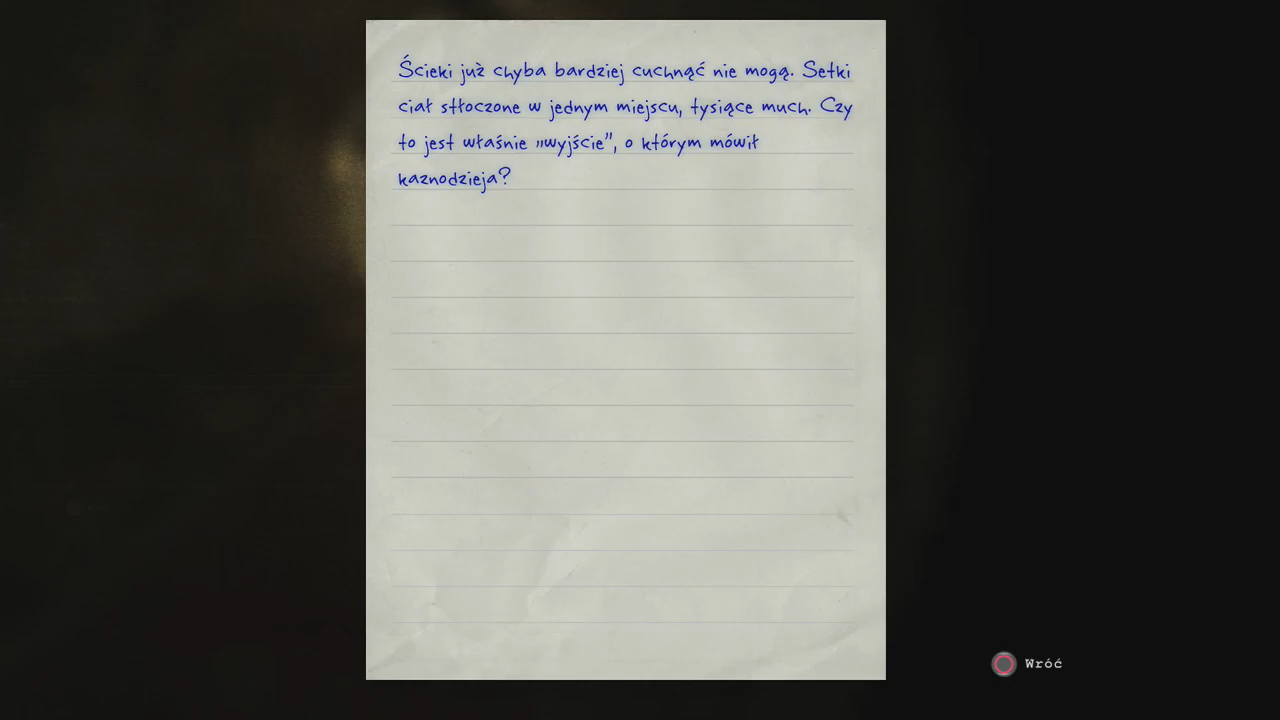 Ścieki już chyba bardziej cuchnąć nie mogą. Setki
ciał stłoczone w jednym miejscu, tysiące much. Czy
to jest właśnie „wyjście”, o którym mówił
kaznodzieja?
Wróć